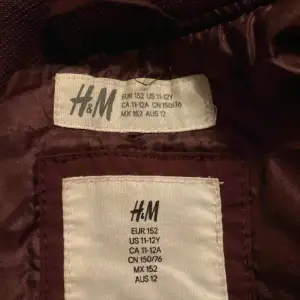 H&M
EUR 152 US 11-12Y
CA 11-12A CN 150/76
MX 152 AUS 12
H&M
EUR 152
US 11-12Y
CA 11-12A
CN 150/76
MX 152
AUS 12